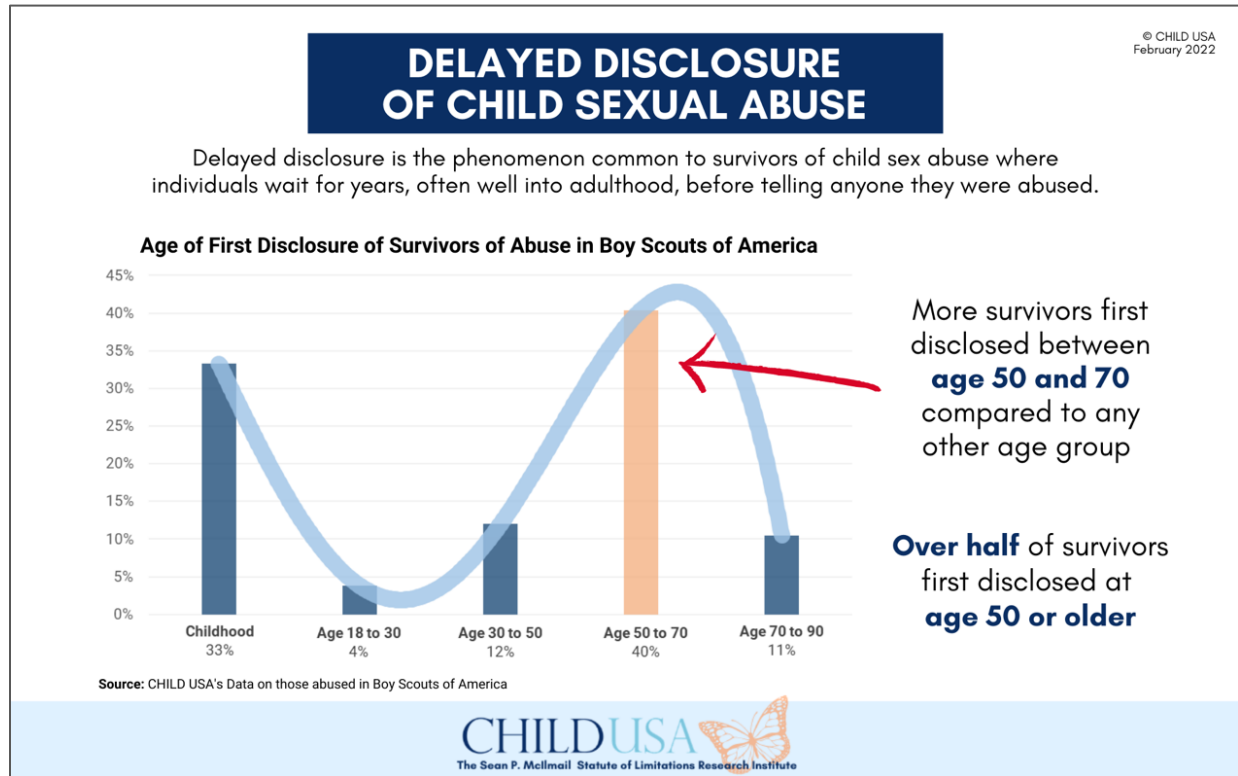 © CHILD USA
February 2022
DELAYED DISCLOSURE
OF CHILD SEXUAL ABUSE
Delayed disclosure is the phenomenon common to survivors of child sex abuse where
individuals wait for years, often well into adulthood, before telling anyone they were abused.
Age of First Disclosure of Survivors of Abuse in Boy Scouts of America
45%
40%
35%
30%
25%
20%
15%
10%
5%
0%
Childhood Age 18 to 30 Age 30 to 50 Age 50 to 70 Age 70 to 90
33% 4% 12% 40% 11%
More survivors first
disclosed between
age 50 and 70
compared to any
other age group
Over half of survivors
first disclosed at
age 50 or older
Source: CHILD USA's Data on those abused in Boy Scouts of America
CHILD USA
The Sean P. McIlmail Statute of Limitations Research Institute